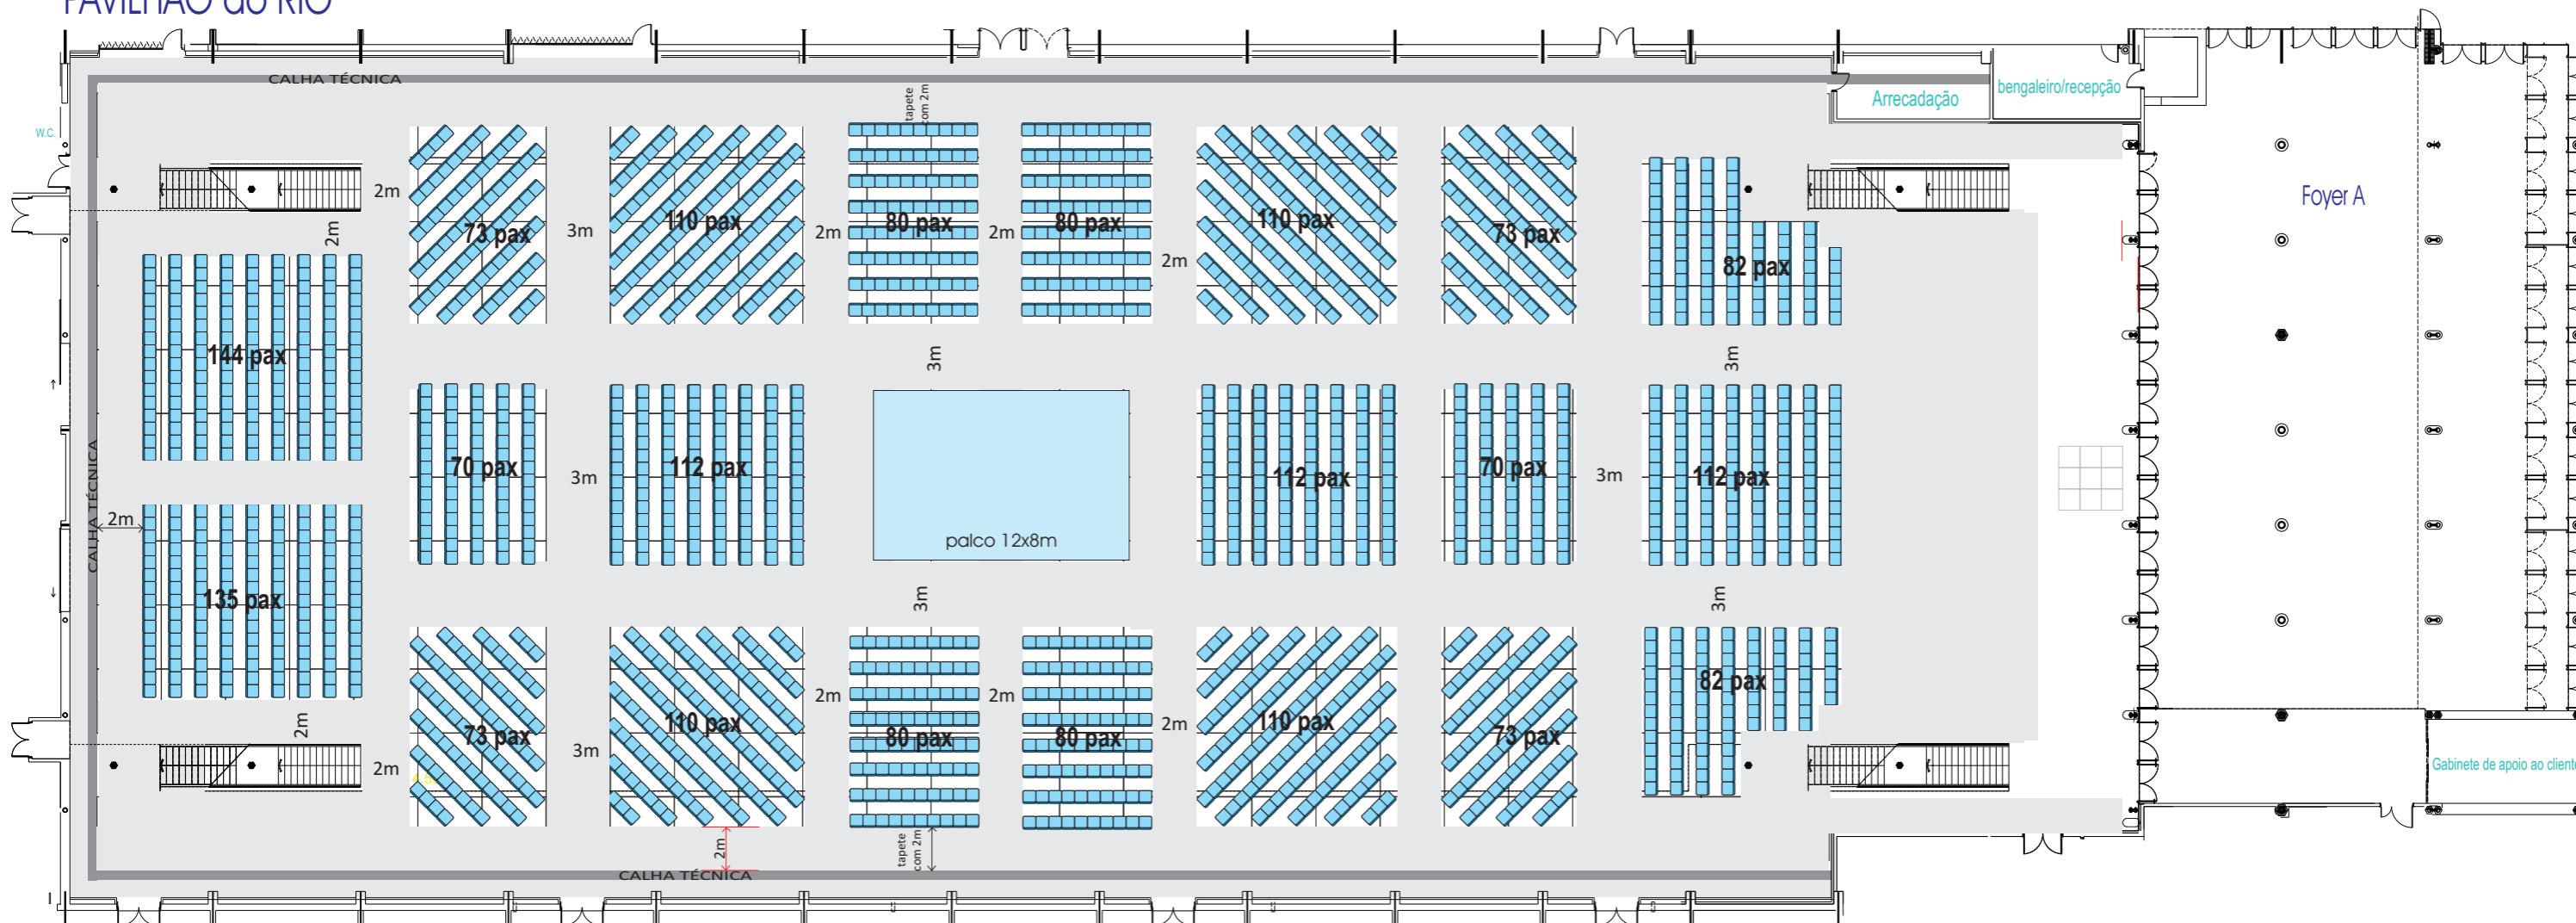 PAVILHÃO do RIO
CALHA TÉCNICA
tapete
com 2m
Arrecadação
bengaleiro/recepção
W.C.
2m
73 pax
3m
110 pax
2m
80 pax
2m
80 pax
2m
110 pax
73 pax
82 pax
Foyer A
2m
144 pax
3m
3m
CALHA TÉCNICA
2m
70 pax
3m
112 pax
palco 12x8m
112 pax
70 pax
3m
112 pax
135 pax
3m
3m
2m
2m
73 pax
3m
110 pax
2m
80 pax
2m
80 pax
2m
110 pax
73 pax
82 pax
Gabinete de apoio ao cliente
2m
tapete
com 2m
CALHA TÉCNICA